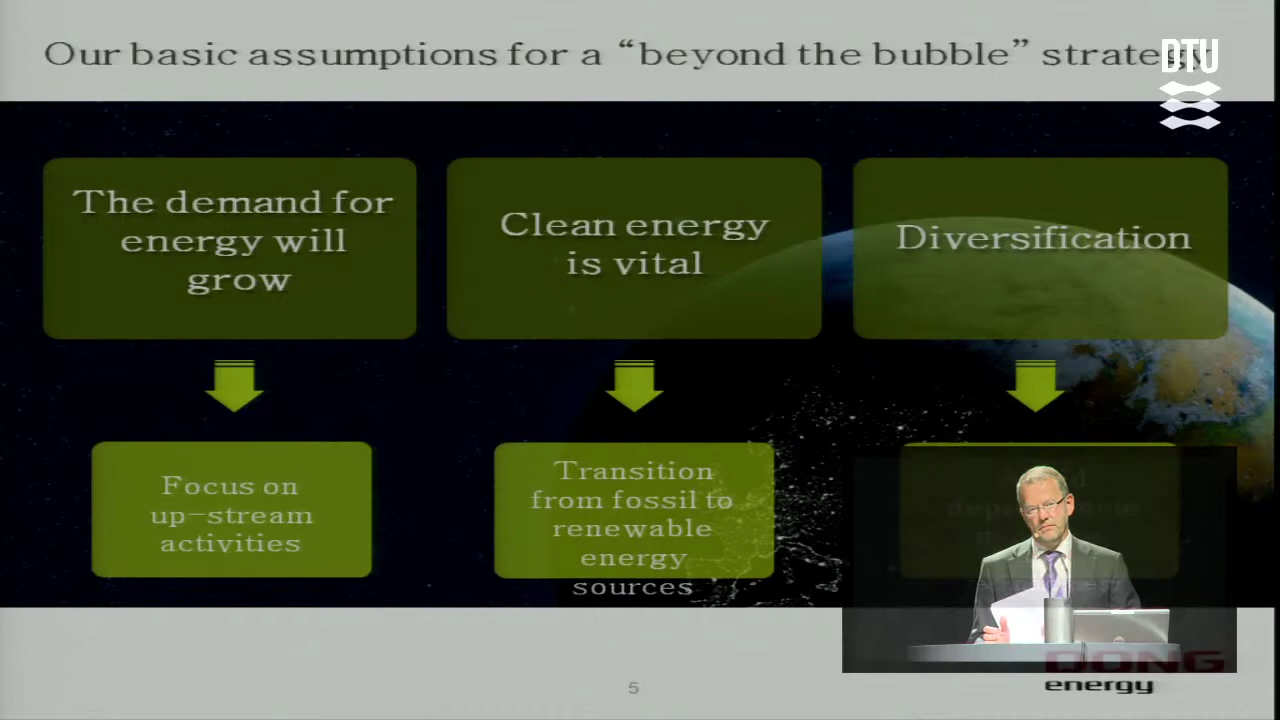 Our basic assumptions for a “beyond the bubble” strategy
DTU
The demand for
energy will
grow
Clean energy
is vital
Diversification
Focus on
up-stream
activities
Transition
from fossil to
renewable
energy
sources
5
DONG
energy